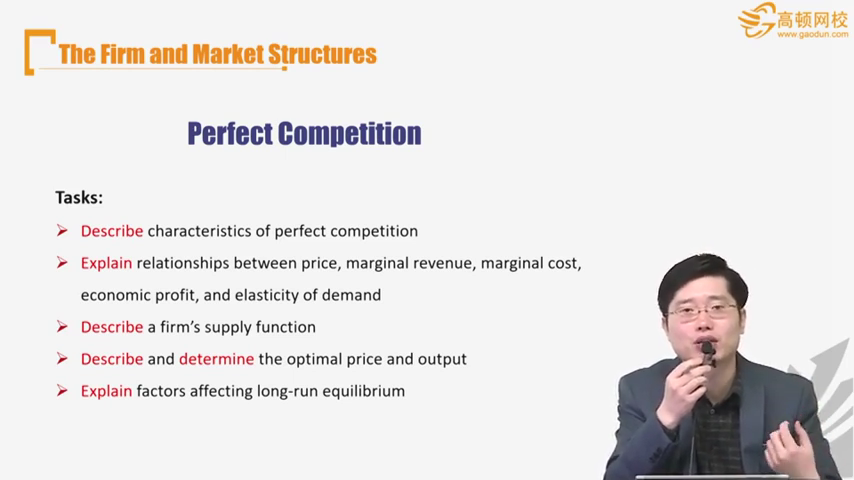 高顿网校
www.gaodun.com
The Firm and Market Structures
Perfect Competition
Tasks:
Describe characteristics of perfect competition
Explain relationships between price, marginal revenue, marginal cost,
economic profit, and elasticity of demand
Describe a firm’s supply function
Describe and determine the optimal price and output
Explain factors affecting long-run equilibrium